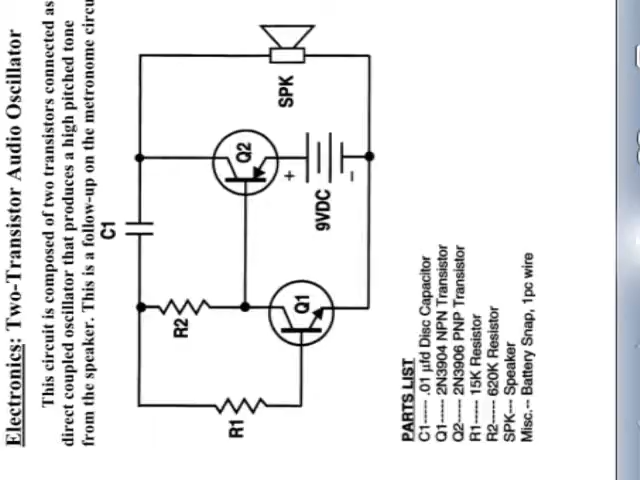 Electronics: Two-Transistor Audio Oscillator
This circuit is composed of two transistors connected as
direct coupled oscillator that produces a high pitched tone
from the speaker. This is a follow-up on the metronome circu
C1
R1
R2
Q1
Q2
+
9VDC
−
SPK
PARTS LIST
C1----- .01 µfd Disc Capacitor
Q1----- 2N3904 NPN Transistor
Q2----- 2N3906 PNP Transistor
R1----- 15K Resistor
R2----- 620K Resistor
SPK--- Speaker
Misc.-- Battery Snap, 1pc wire